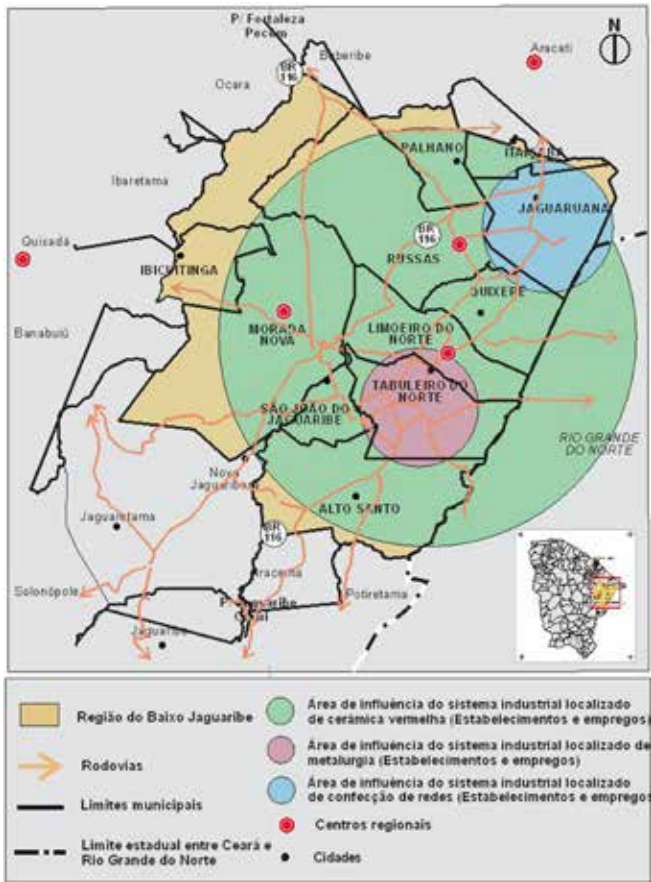 P/ Fortaleza
Pecém
N
BR
116
Beberibe
Aracati
Ocara
PALHANO
ITAIÇABA
Ibaretama
JAGUARUANA
Quixadá
BR
116
RUSSAS
IBICUITINGA
QUIXERÉ
Banabuiú
MORADA
NOVA
LIMOEIRO DO
NORTE
TABULEIRO DO
NORTE
SÃO JOÃO DO
JAGUARIBE
RIO GRANDE
DO NORTE
Nova
Jaguaribara
ALTO SANTO
Jaguaretama
BR
116
Iracema
Solonópole
Potiretama
Jaguaribe
Região do Baixo Jaguaribe
Rodovias
Limites municipais
Limite estadual entre Ceará e
Rio Grande do Norte
Área de influência do sistema industrial localizado
de cerâmica vermelha (Estabelecimentos e empregos)
Área de influência do sistema industrial localizado de
metalurgia (Estabelecimentos e empregos)
Área de influência do sistema industrial localizado
de confecção de redes (Estabelecimentos e empregos
Centros regionais
Cidades